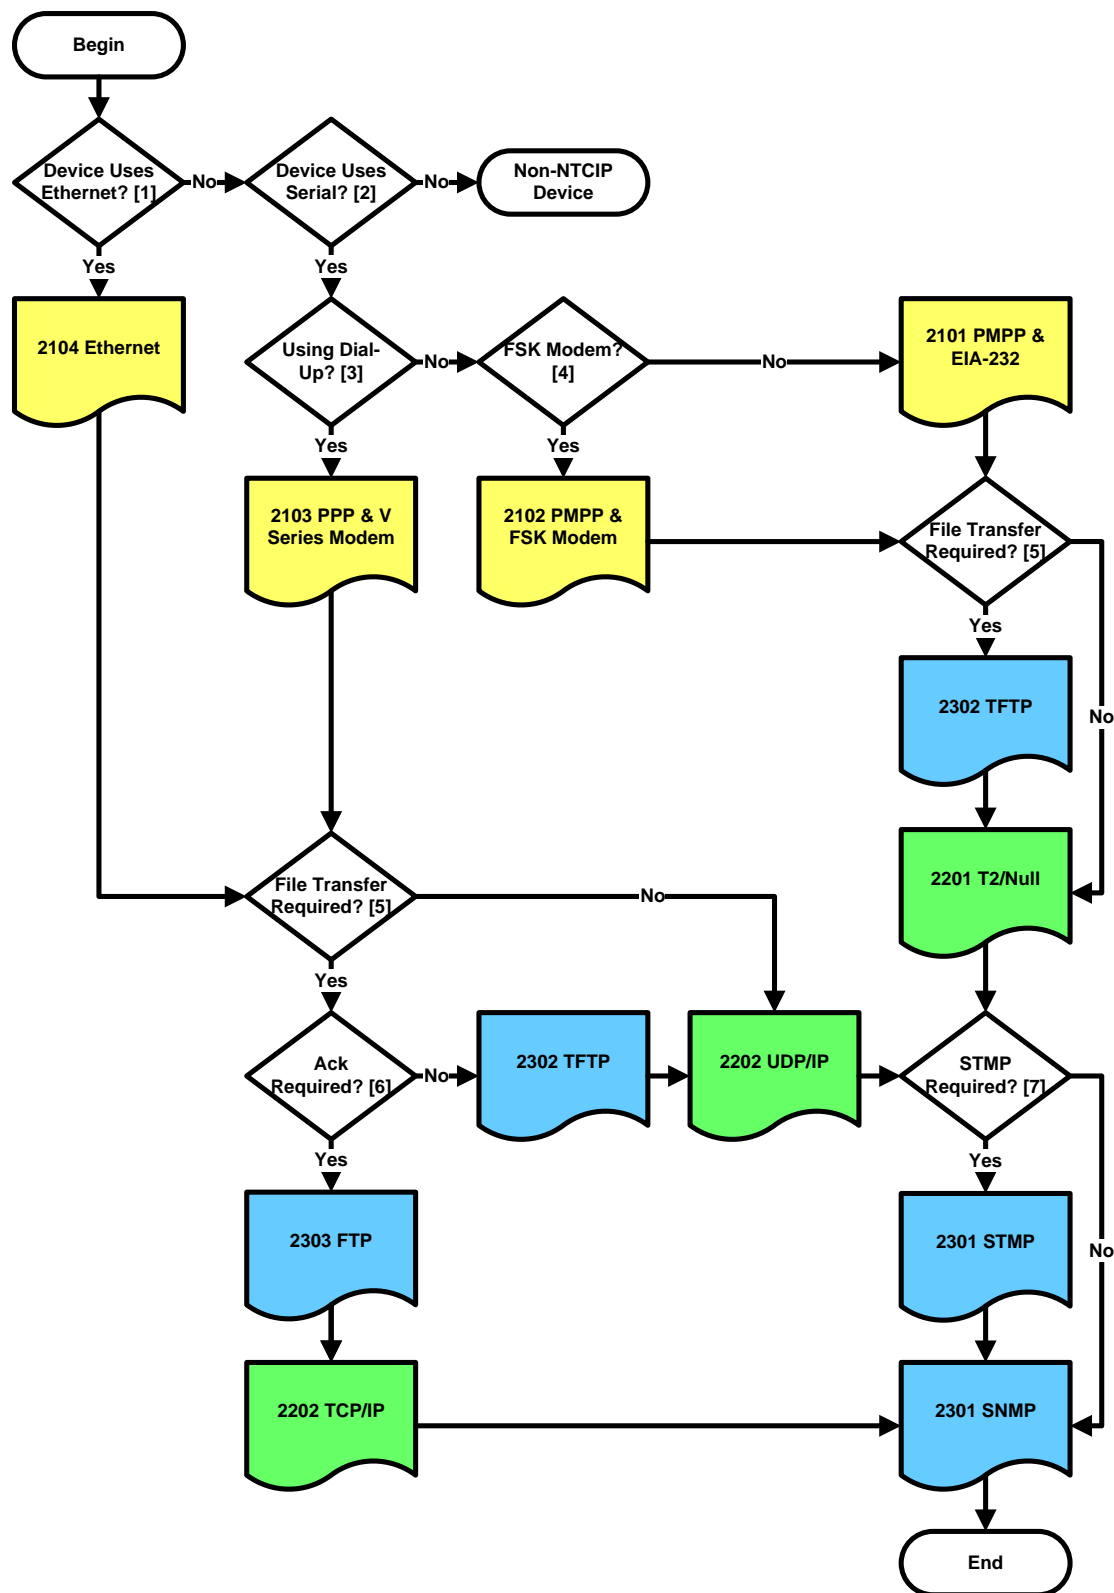 Begin
Device Uses
Ethernet? [1]
No
Device Uses
Serial? [2]
No
Non-NTCIP
Device
Yes
Yes
2104 Ethernet
Using Dial-
Up? [3]
No
FSK Modem?
[4]
No
2101 PMPP &
EIA-232
Yes
Yes
2103 PPP & V
Series Modem
2102 PMPP &
FSK Modem
File Transfer
Required? [5]
Yes
2302 TFTP
No
2201 T2/Null
File Transfer
Required? [5]
No
Yes
Ack
Required? [6]
No
2302 TFTP
2202 UDP/IP
STMP
Required? [7]
Yes
Yes
2303 FTP
2301 STMP
No
2202 TCP/IP
2301 SNMP
End